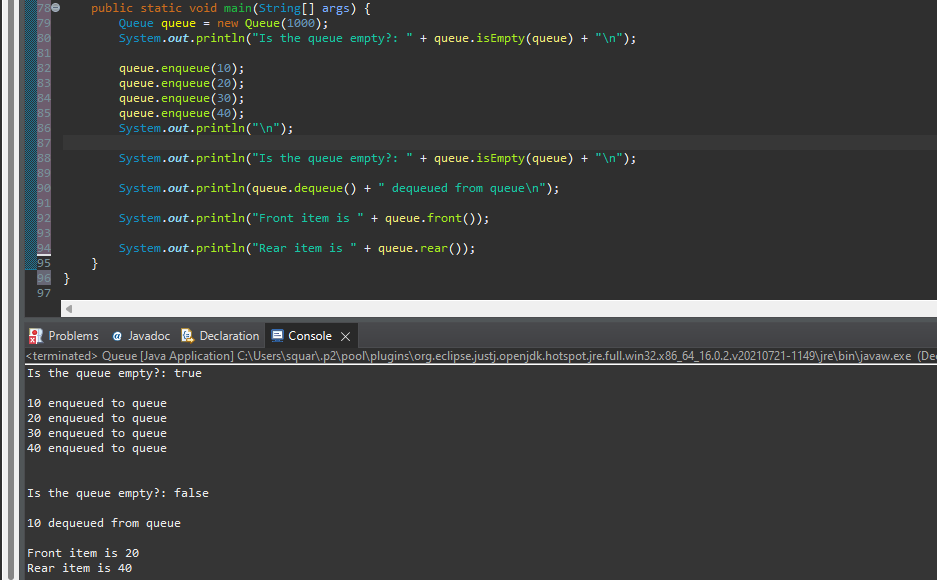 78 public static void main(String[] args) {
79 Queue queue = new Queue(1000);
80 System.out.println("Is the queue empty?: " + queue.isEmpty(queue) + "\n");
81
82 queue.enqueue(10);
83 queue.enqueue(20);
84 queue.enqueue(30);
85 queue.enqueue(40);
86 System.out.println("\n");
87
88 System.out.println("Is the queue empty?: " + queue.isEmpty(queue) + "\n");
89
90 System.out.println(queue.dequeue() + " dequeued from queue\n");
91
92 System.out.println("Front item is " + queue.front());
93
94 System.out.println("Rear item is " + queue.rear());
95 }
96 }
97
Problems @ Javadoc Declaration Console
<terminated> Queue [Java Application] C:\Users\squar\.p2\pool\plugins\org.eclipse.justj.openjdk.hotspot.jre.full.win32.x86_64_16.0.2.v20210721-1149\jre\bin\javaw.exe (De
Is the queue empty?: true
10 enqueued to queue
20 enqueued to queue
30 enqueued to queue
40 enqueued to queue
Is the queue empty?: false
10 dequeued from queue
Front item is 20
Rear item is 40